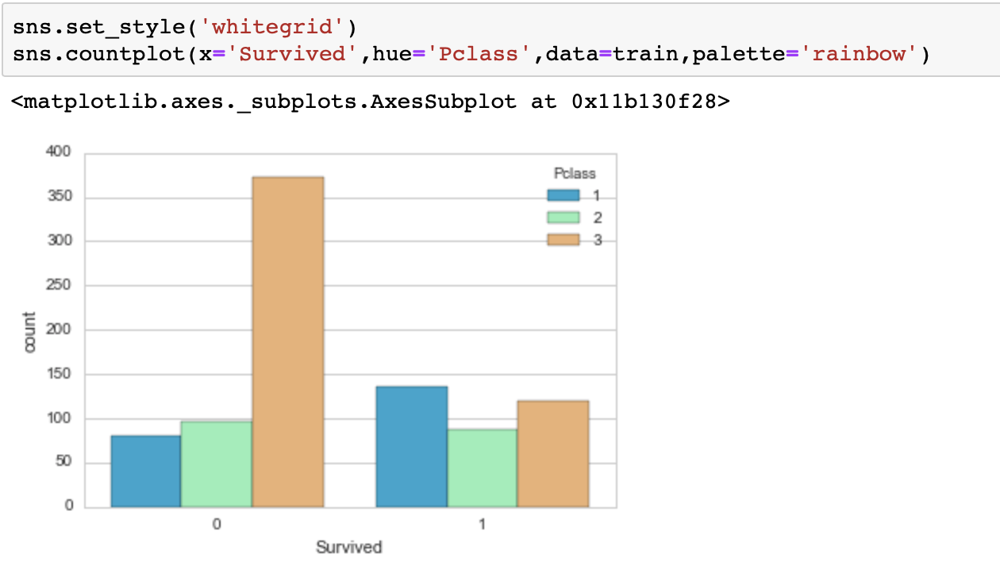 sns.set_style('whitegrid')
sns.countplot(x='Survived',hue='Pclass',data=train,palette='rainbow')
<matplotlib.axes._subplots.AxesSubplot at 0x11b130f28>
400
350
300
250
200
150
100
50
0
count
Pclass
1
2
3
0 1
Survived